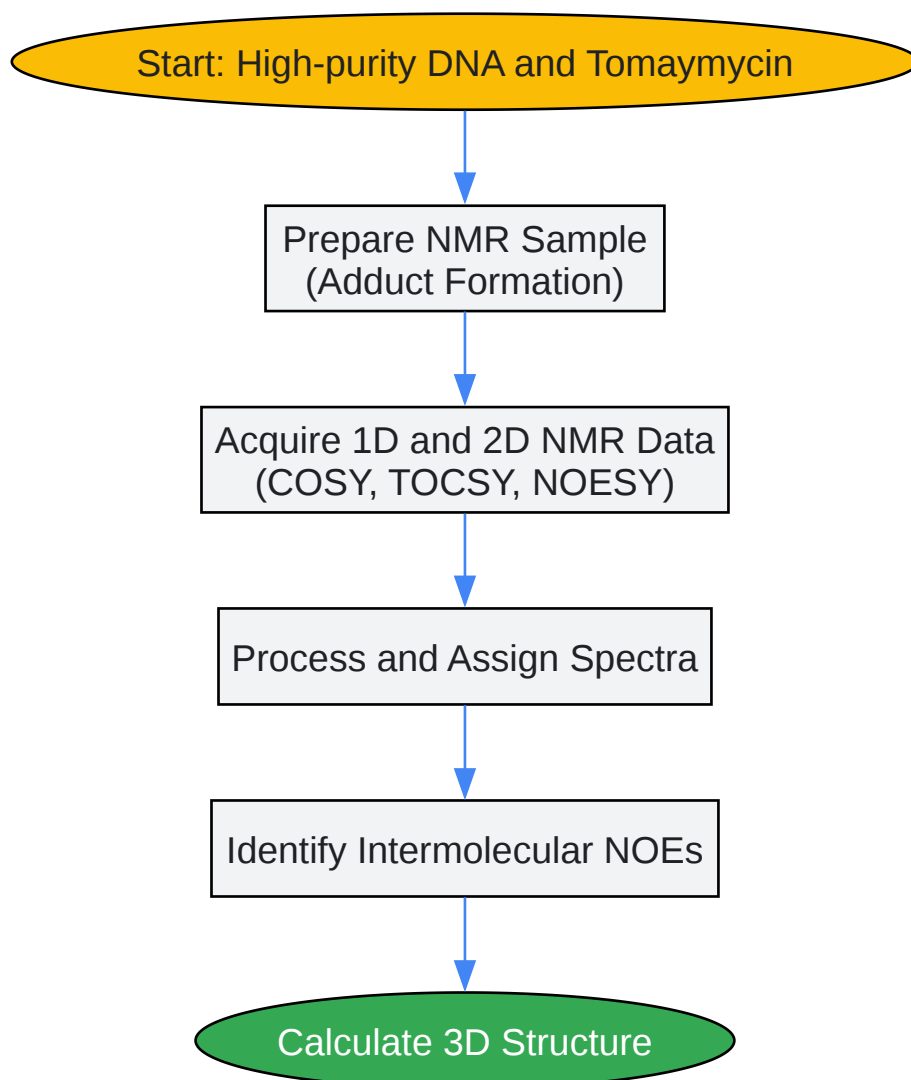 Start: High-purity DNA and Tomaymycin
Prepare NMR Sample
(Adduct Formation)
Acquire 1D and 2D NMR Data
(COSY, TOCSY, NOESY)
Process and Assign Spectra
Identify Intermolecular NOEs
Calculate 3D Structure